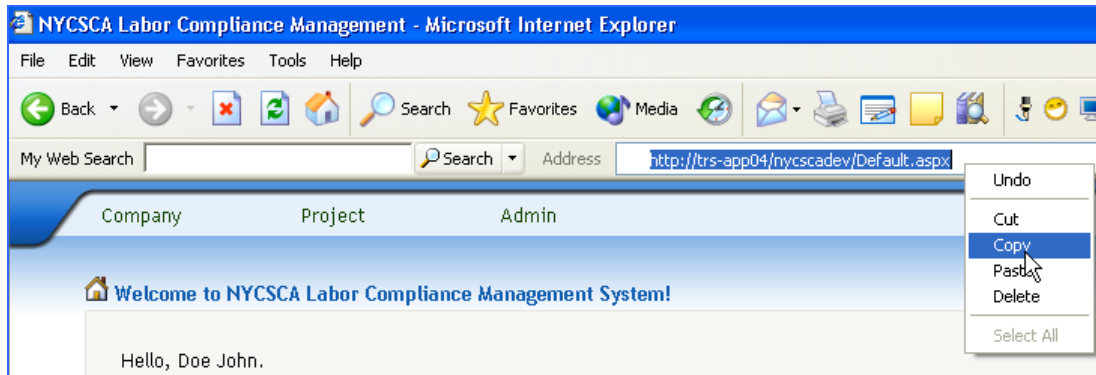 NYCSCA Labor Compliance Management - Microsoft Internet Explorer
File Edit View Favorites Tools Help
Back Search Favorites Media
My Web Search Search Address http://trs-app04/nycscadev/Default.aspx
Undo
Cut
Copy
Paste
Delete
Select All
Company Project Admin
Welcome to NYCSCA Labor Compliance Management System!
Hello, Doe John.